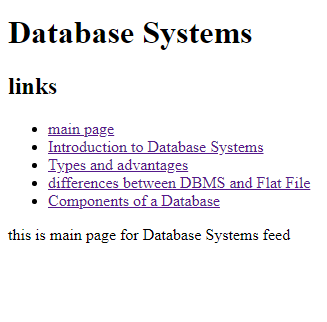 Database Systems
links
main page
Introduction to Database Systems
Types and advantages
differences between DBMS and Flat File
Components of a Database
this is main page for Database Systems feed